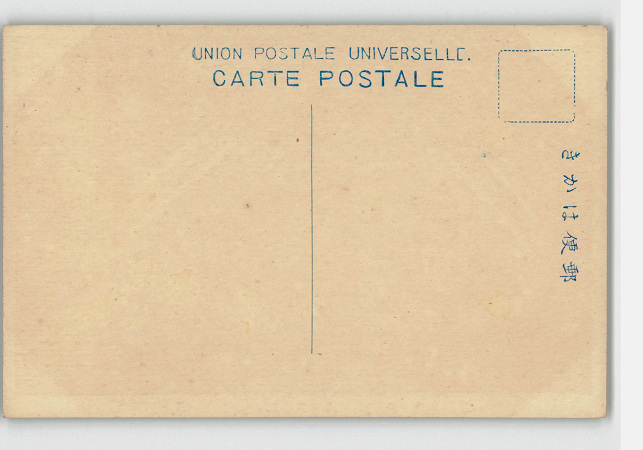 UNION POSTALE UNIVERSELLE.
CARTE POSTALE
郵便はかき